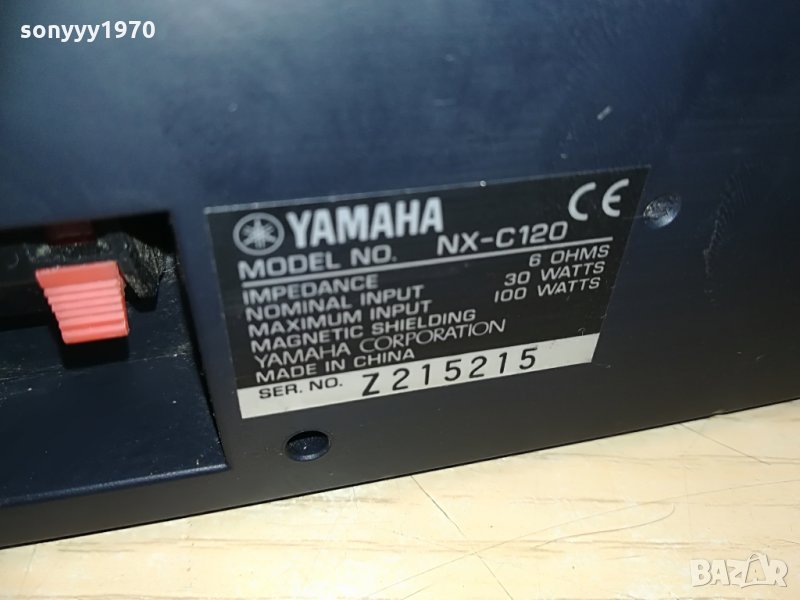 sonyyy1970
YAMAHA CE
MODEL NO. NX-C120
IMPEDANCE 6 OHMS
NOMINAL INPUT 30 WATTS
MAXIMUM INPUT 100 WATTS
MAGNETIC SHIELDING
YAMAHA CORPORATION
MADE IN CHINA
SER. NO. Z215215
BAZAR